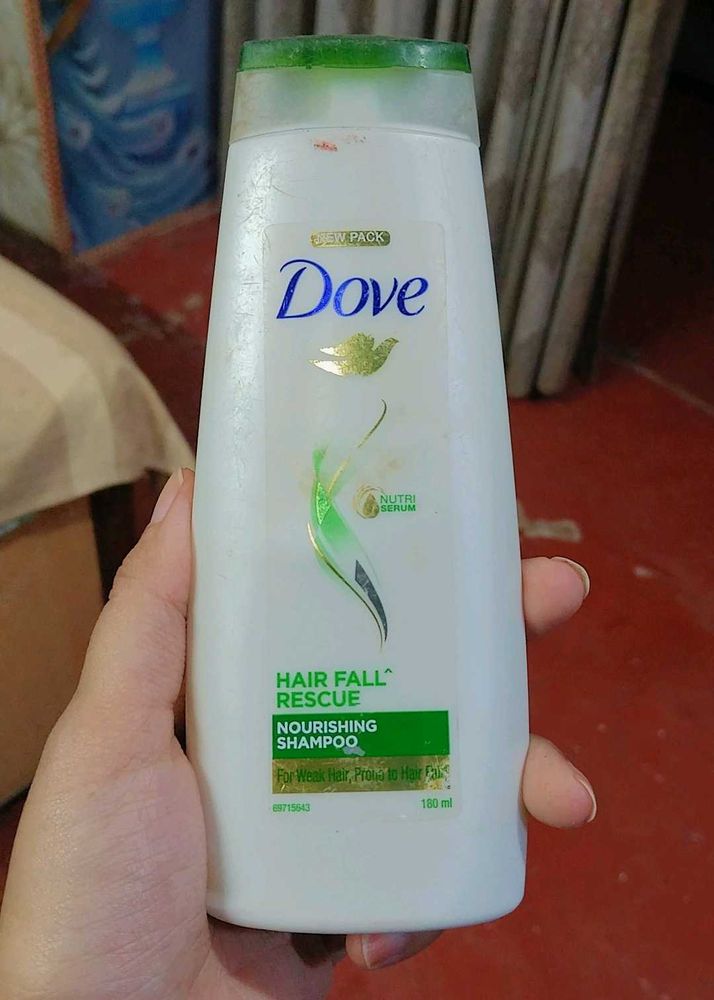 NEW PACK
Dove
NUTRI
SERUM
HAIR FALL^
RESCUE
NOURISHING
SHAMPOO
For Weak Hair, Prone to Hair Fall^
69715643
180 ml